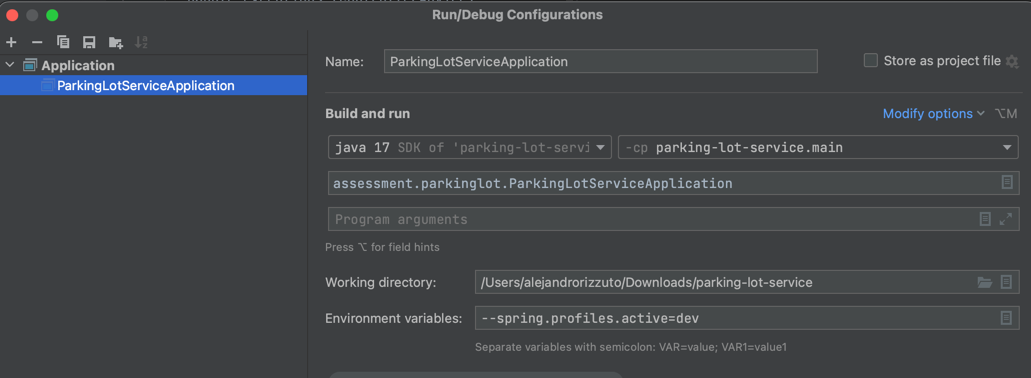 Run/Debug Configurations
Application
ParkingLotServiceApplication
Name: ParkingLotServiceApplication Store as project file
Build and run Modify options ⌥M
java 17 SDK of 'parking-lot-servi -cp parking-lot-service.main
assessment.parkinglot.ParkingLotServiceApplication
Program arguments
Press ⌥ for field hints
Working directory: /Users/alejandrorizzuto/Downloads/parking-lot-service
Environment variables: --spring.profiles.active=dev
Separate variables with semicolon: VAR=value; VAR1=value1